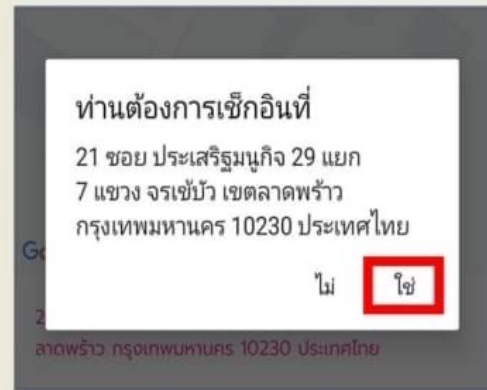 ท่านต้องการเช็กอินที่
21 ซอย ประเสริฐมนูกิจ 29 แยก
7 แขวง จรเข้บัว เขตลาดพร้าว
กรุงเทพมหานคร 10230 ประเทศไทย
ไม่ ใช่
Go
2
ลาดพร้าว กรุงเทพมหานคร 10230 ประเทศไทย